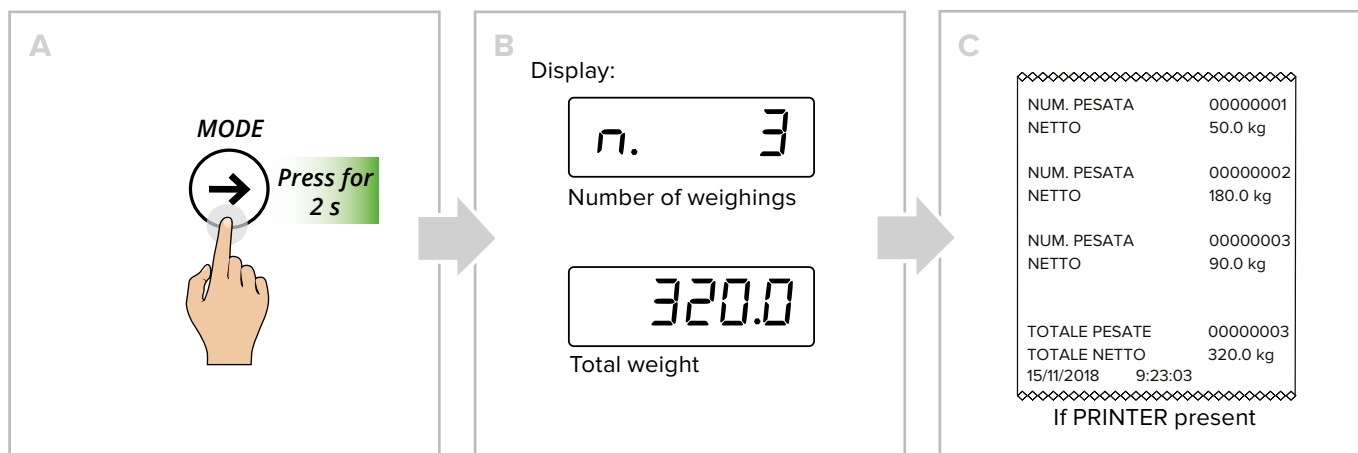 A
MODE
Press for
2 s
B
Display:
n. 3
Number of weighings
320.0
Total weight
C
NUM. PESATA 00000001
NETTO 50.0 kg
NUM. PESATA 00000002
NETTO 180.0 kg
NUM. PESATA 00000003
NETTO 90.0 kg
TOTALE PESATE 00000003
TOTALE NETTO 320.0 kg
15/11/2018 9:23:03
If PRINTER present